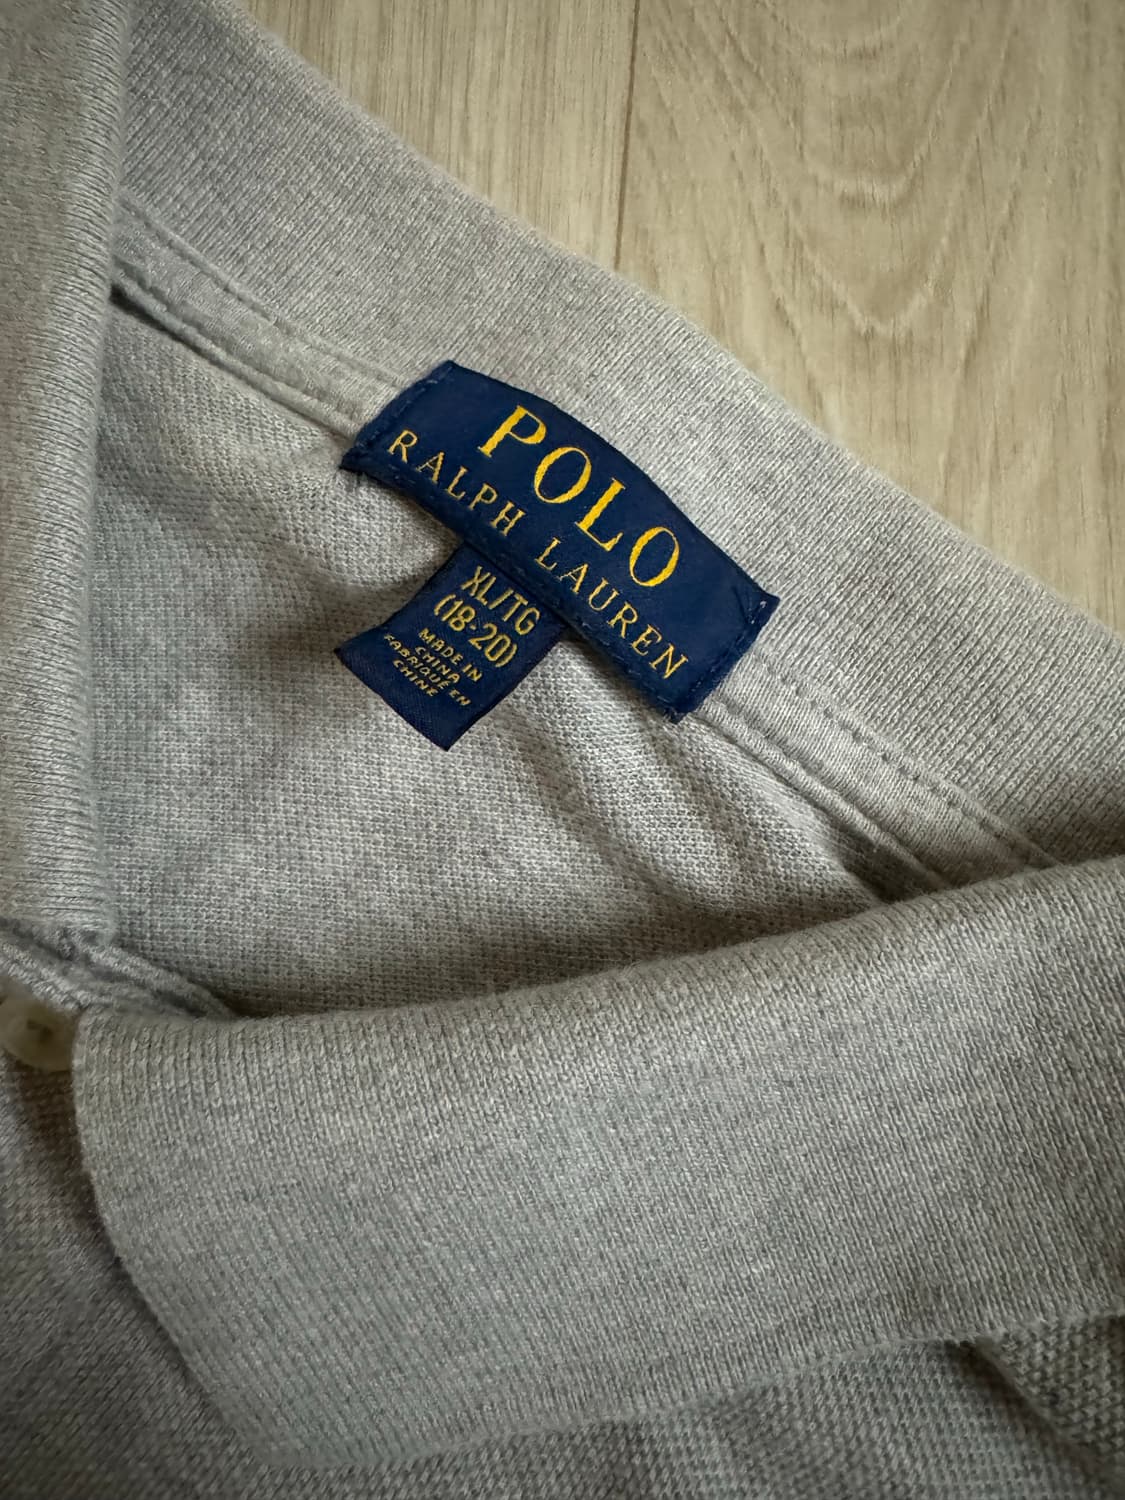 POLO
RALPH LAUREN
XL/TG
(18-20)
MADE IN
CHINA
FABRIQUÉ EN
CHINE